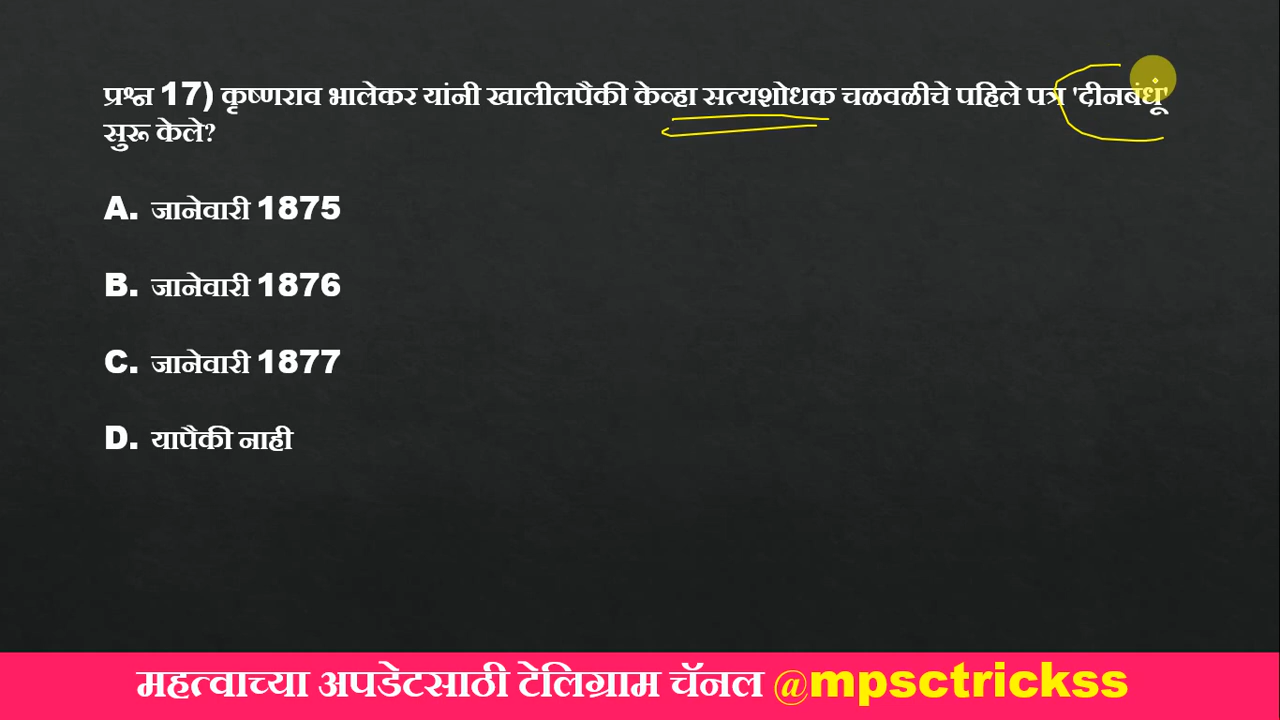 प्रश्न 17) कृष्णराव भालेकर यांनी खालीलपैकी केव्हा सत्यशोधक चळवळीचे पहिले पत्र 'दीनबंधूं'
सुरू केले?
A. जानेवारी 1875
B. जानेवारी 1876
C. जानेवारी 1877
D. यापैकी नाही
महत्वाच्या अपडेटसाठी टेलिग्राम चॅनल @mpsctrickss